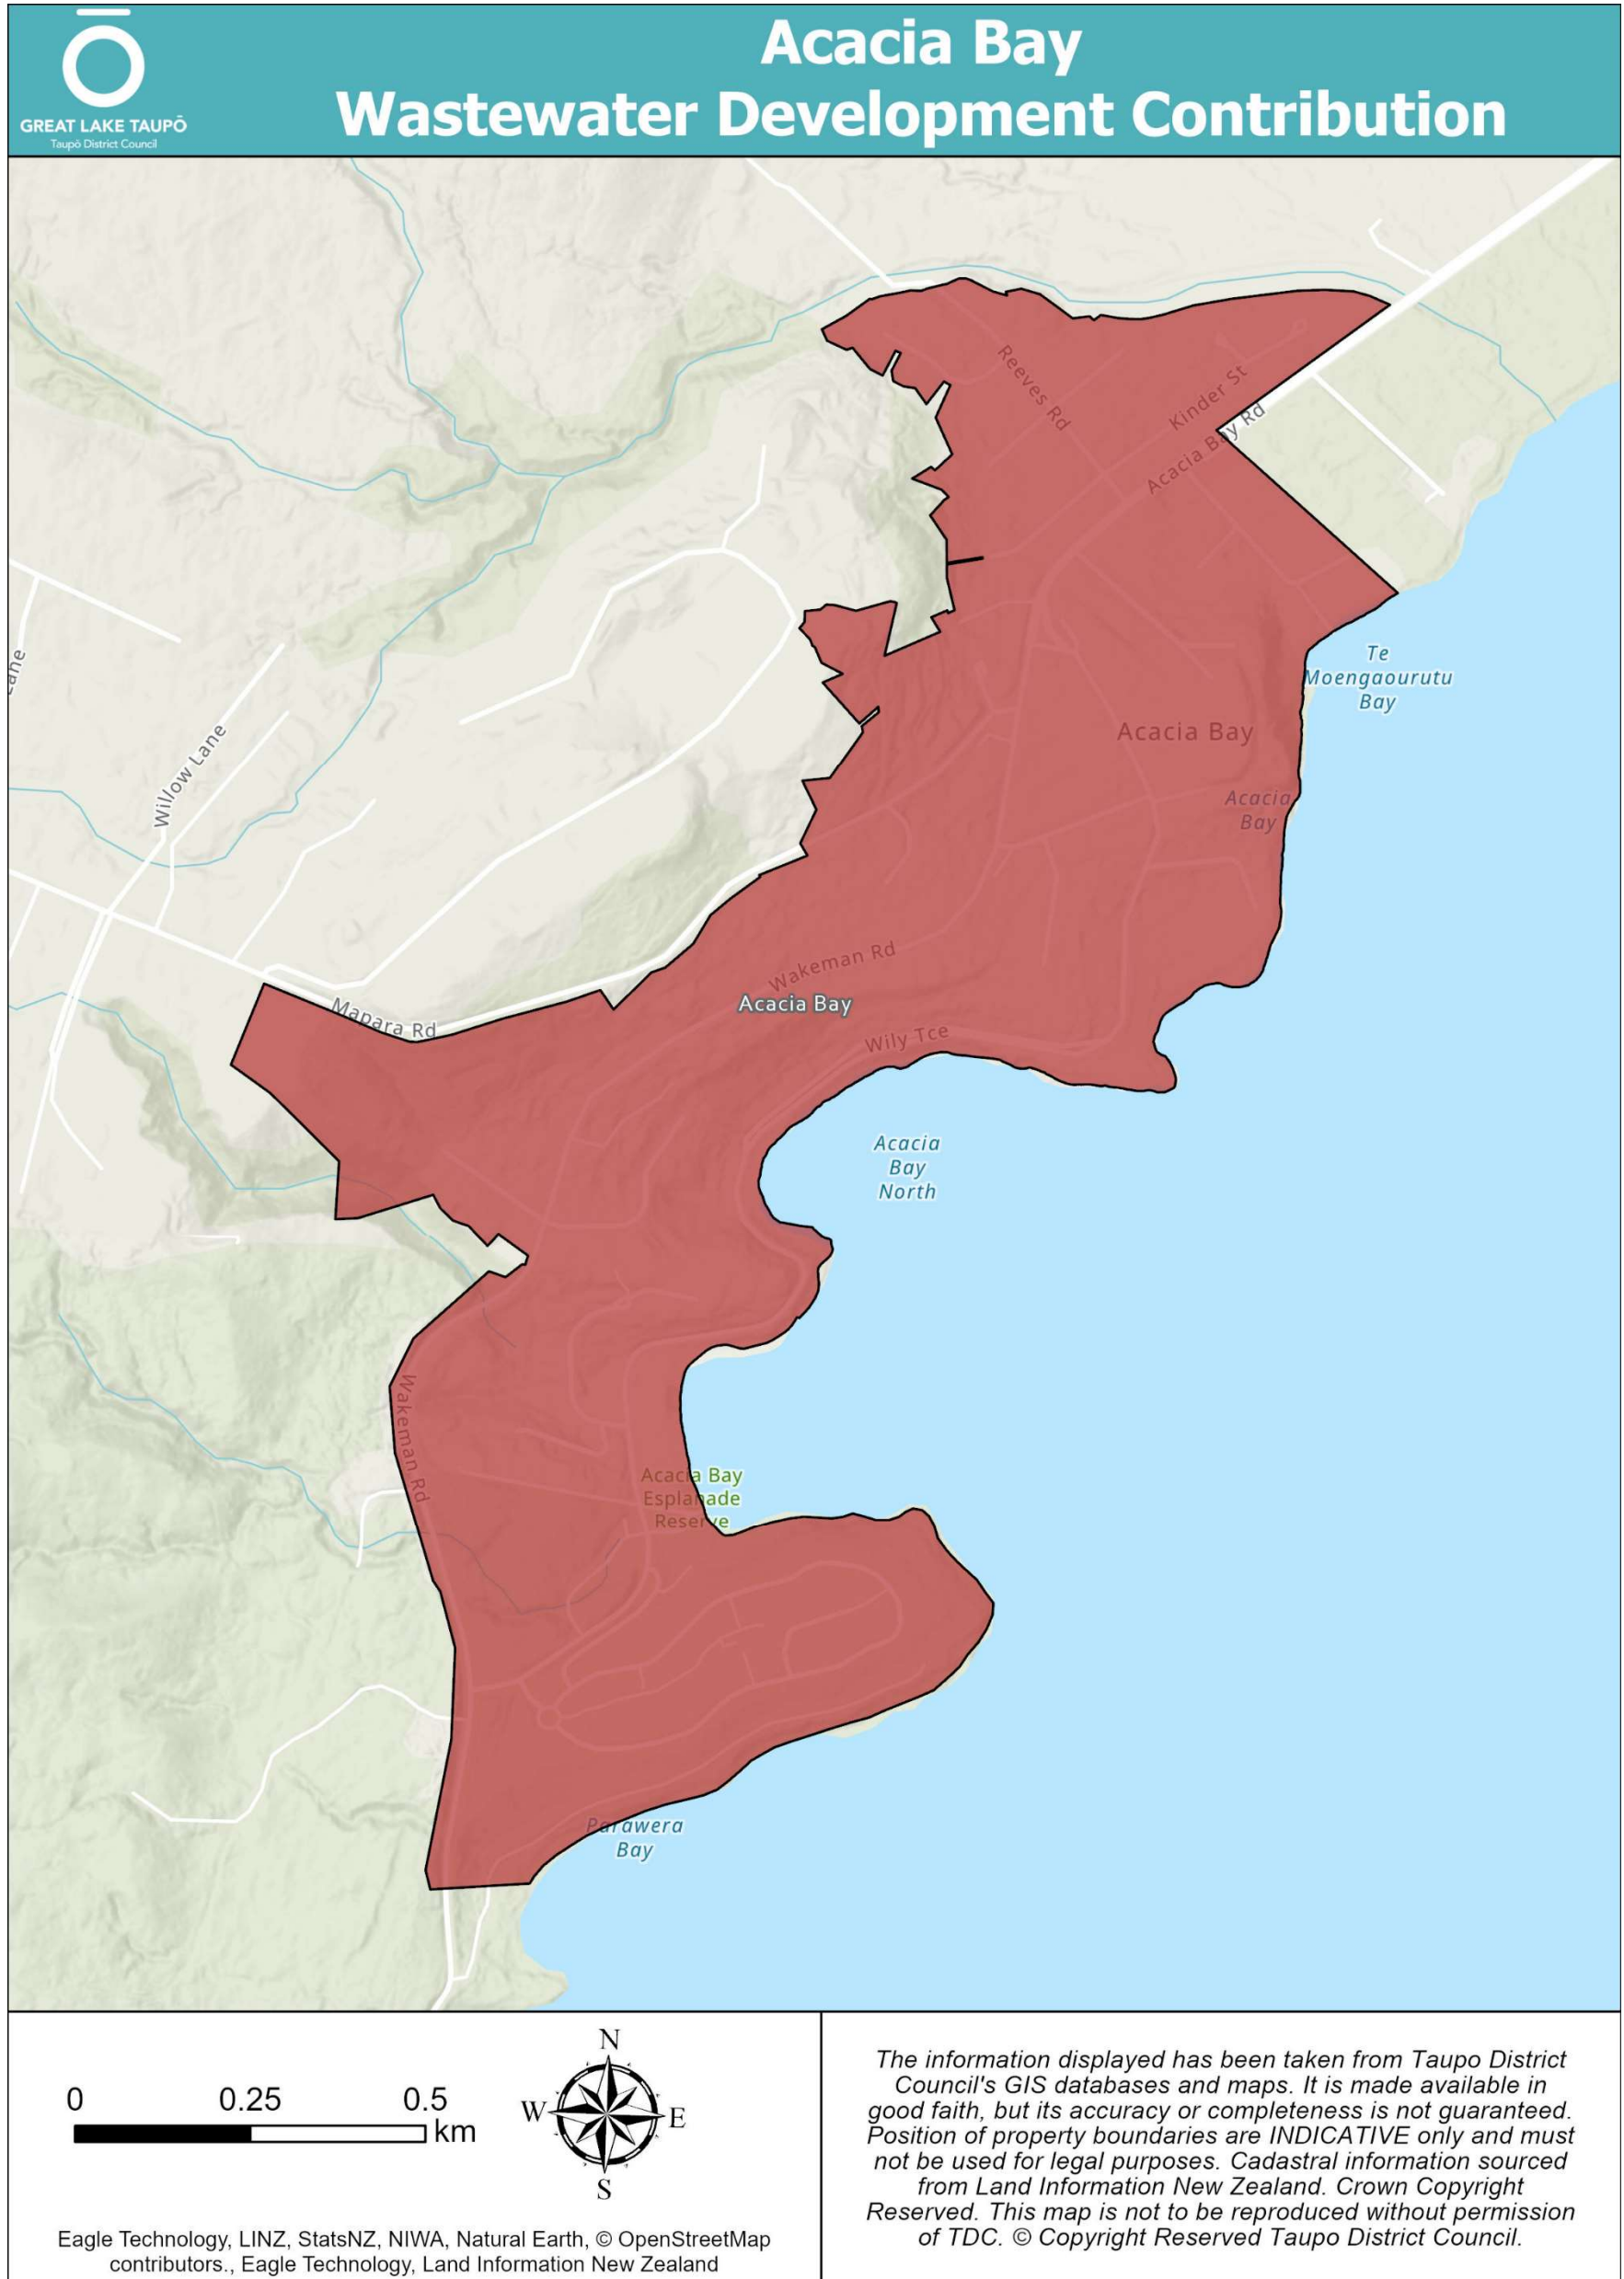 Ō
GREAT LAKE TAUPŌ
Taupō District Council
Acacia Bay
Wastewater Development Contribution
Reeves Rd
Kinder St
Acacia Bay Rd
Lane
Te
Moengaourutu
Bay
Willow Lane
Acacia Bay
Acacia
Bay
Wakeman Rd
Acacia Bay
Mapara Rd
Wily Tce
Acacia
Bay
North
Wakeman Rd
Acacia Bay
Esplanade
Reserve
Parawera
Bay
0 0.25 0.5
km
N
W E
S
Eagle Technology, LINZ, StatsNZ, NIWA, Natural Earth, © OpenStreetMap
contributors., Eagle Technology, Land Information New Zealand
The information displayed has been taken from Taupo District
Council's GIS databases and maps. It is made available in
good faith, but its accuracy or completeness is not guaranteed.
Position of property boundaries are INDICATIVE only and must
not be used for legal purposes. Cadastral information sourced
from Land Information New Zealand. Crown Copyright
Reserved. This map is not to be reproduced without permission
of TDC. © Copyright Reserved Taupo District Council.